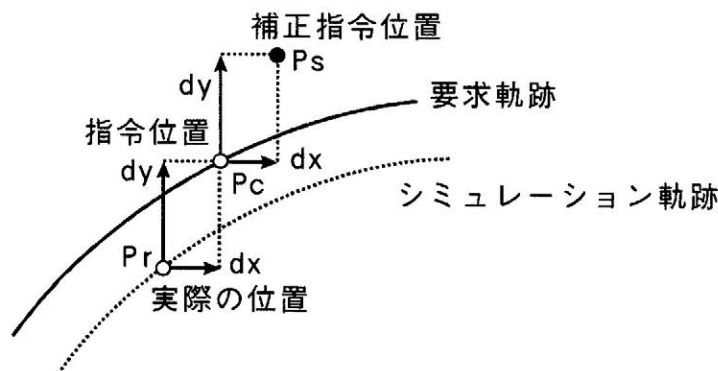 補正指令位置
Ps
dy
要求軌跡
指令位置
dy
dx
Pc
シミュレーション軌跡
Pr
dx
実際の位置